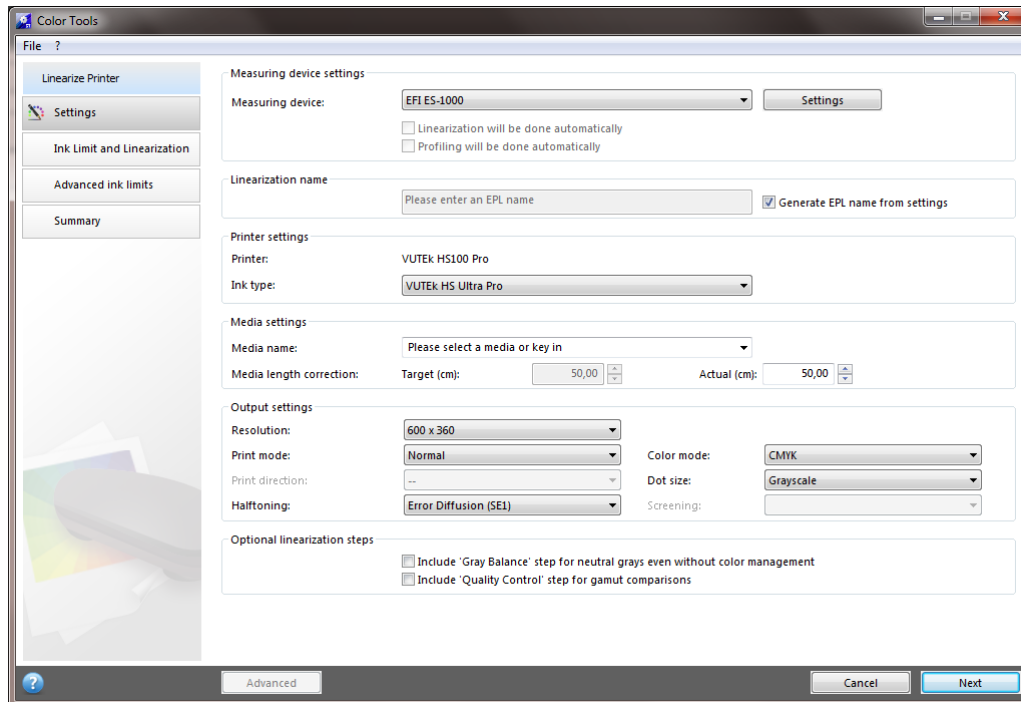 Color Tools
File ?
Linearize Printer
Settings
Ink Limit and Linearization
Advanced ink limits
Summary
Measuring device settings
Measuring device: EFI ES-1000 Settings
Linearization will be done automatically
Profiling will be done automatically
Linearization name
Please enter an EPL name Generate EPL name from settings
Printer settings
Printer: VUTEk HS100 Pro
Ink type: VUTEk HS Ultra Pro
Media settings
Media name: Please select a media or key in
Media length correction: Target (cm): 50,00 Actual (cm): 50,00
Output settings
Resolution: 600 x 360
Print mode: Normal Color mode: CMYK
Print direction: -- Dot size: Grayscale
Halftoning: Error Diffusion (SE1) Screening:
Optional linearization steps
Include 'Gray Balance' step for neutral grays even without color management
Include 'Quality Control' step for gamut comparisons
? Advanced Cancel Next